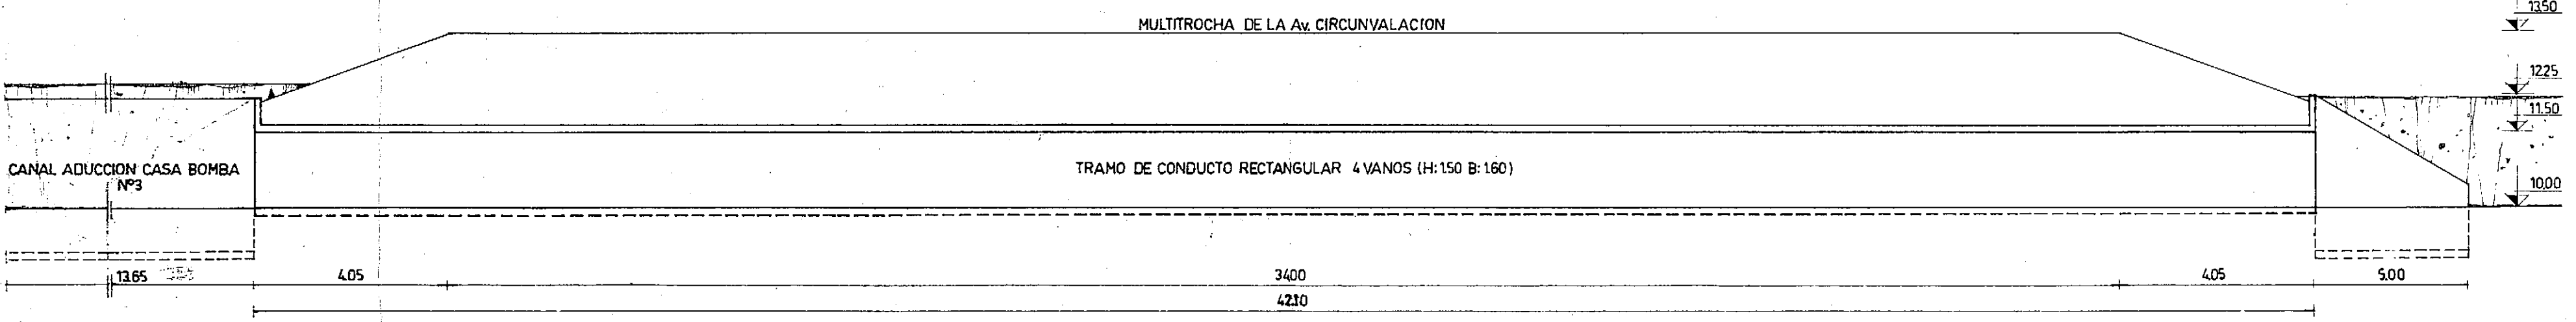 MULTITROCHA DE LA Av. CIRCUNVALACION
13.50
12.25
11.50
CANAL ADUCCION CASA BOMBA
Nº3
TRAMO DE CONDUCTO RECTANGULAR 4 VANOS (H: 1.50 B: 1.60)
10.00
13.65
4.05
34.00
4.05
5.00
42.10